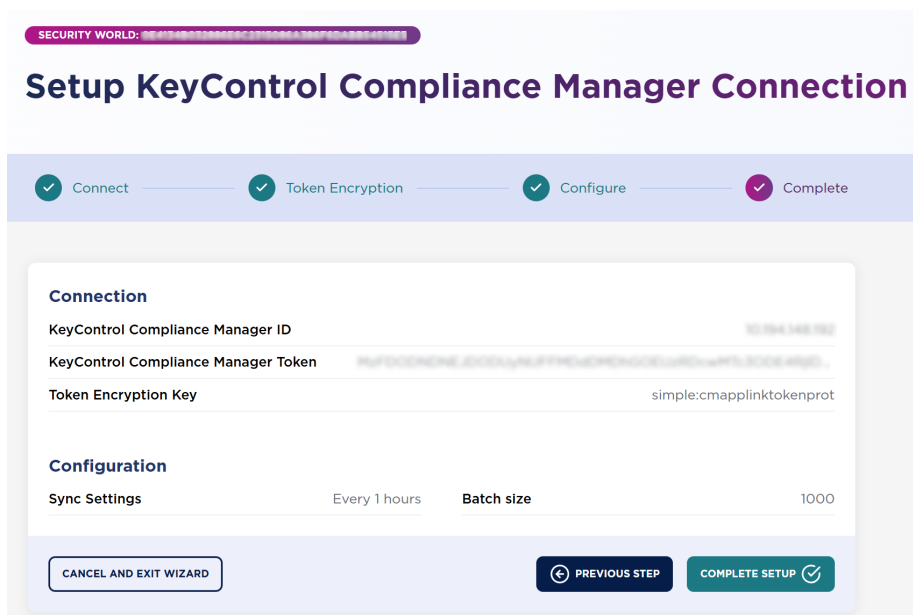 SECURITY WORLD:
Setup KeyControl Compliance Manager Connection
Connect
Token Encryption
Configure
Complete
Connection
KeyControl Compliance Manager ID
KeyControl Compliance Manager Token
Token Encryption Key simple:cmapplinktokenprot
Configuration
Sync Settings Every 1 hours Batch size 1000
CANCEL AND EXIT WIZARD PREVIOUS STEP COMPLETE SETUP